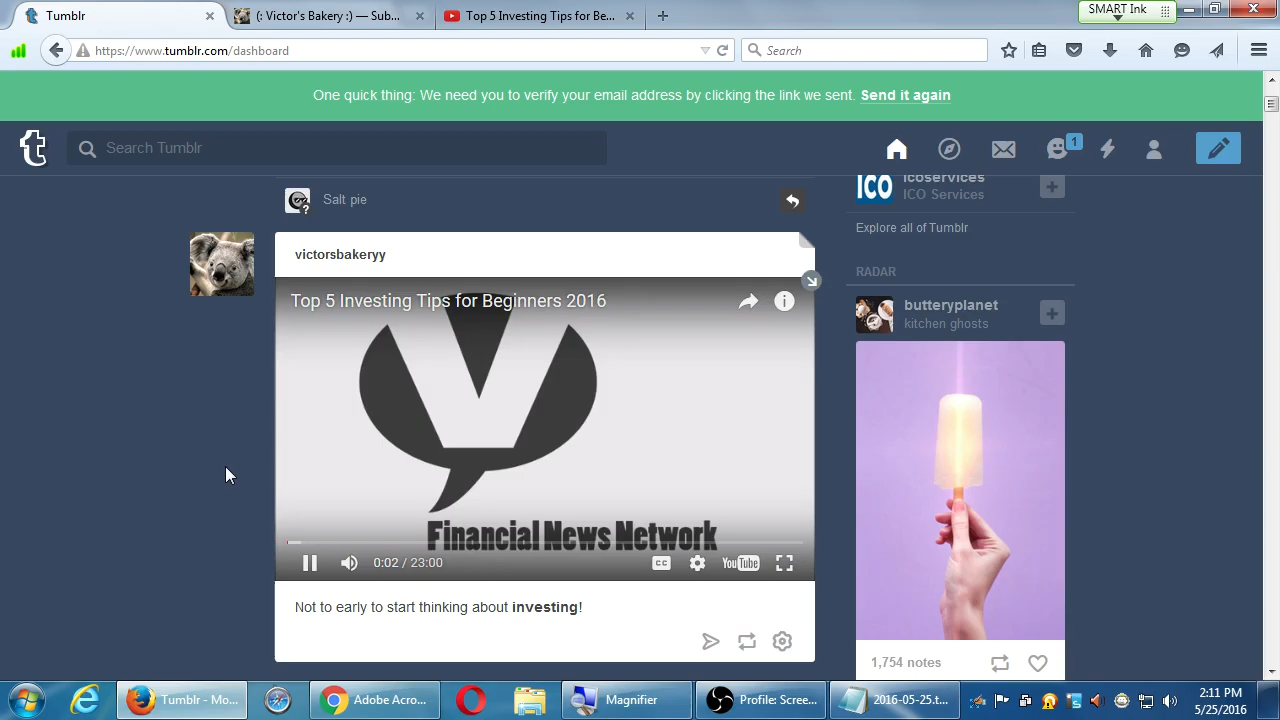 Tumblr
(: Victor's Bakery :) — Sub...
Top 5 Investing Tips for Be...
SMART Ink
https://www.tumblr.com/dashboard
Search
One quick thing: We need you to verify your email address by clicking the link we sent. Send it again
Search Tumblr
1
Salt pie
icoservices
ICO
ICO Services
Explore all of Tumblr
RADAR
victorsbakeryy
butteryplanet
kitchen ghosts
Top 5 Investing Tips for Beginners 2016
Financial News Network
0:02 / 23:00
CC
YouTube
Not to early to start thinking about investing!
1,754 notes
Tumblr - Mo...
Adobe Acro...
Magnifier
Profile: Scree...
2016-05-25.t...
2:11 PM
5/25/2016